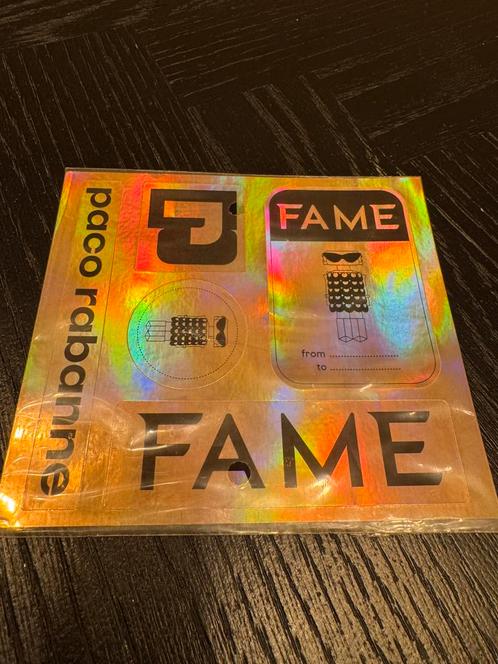 paco rabanne
FAME
from ........................
to ........................
FAME